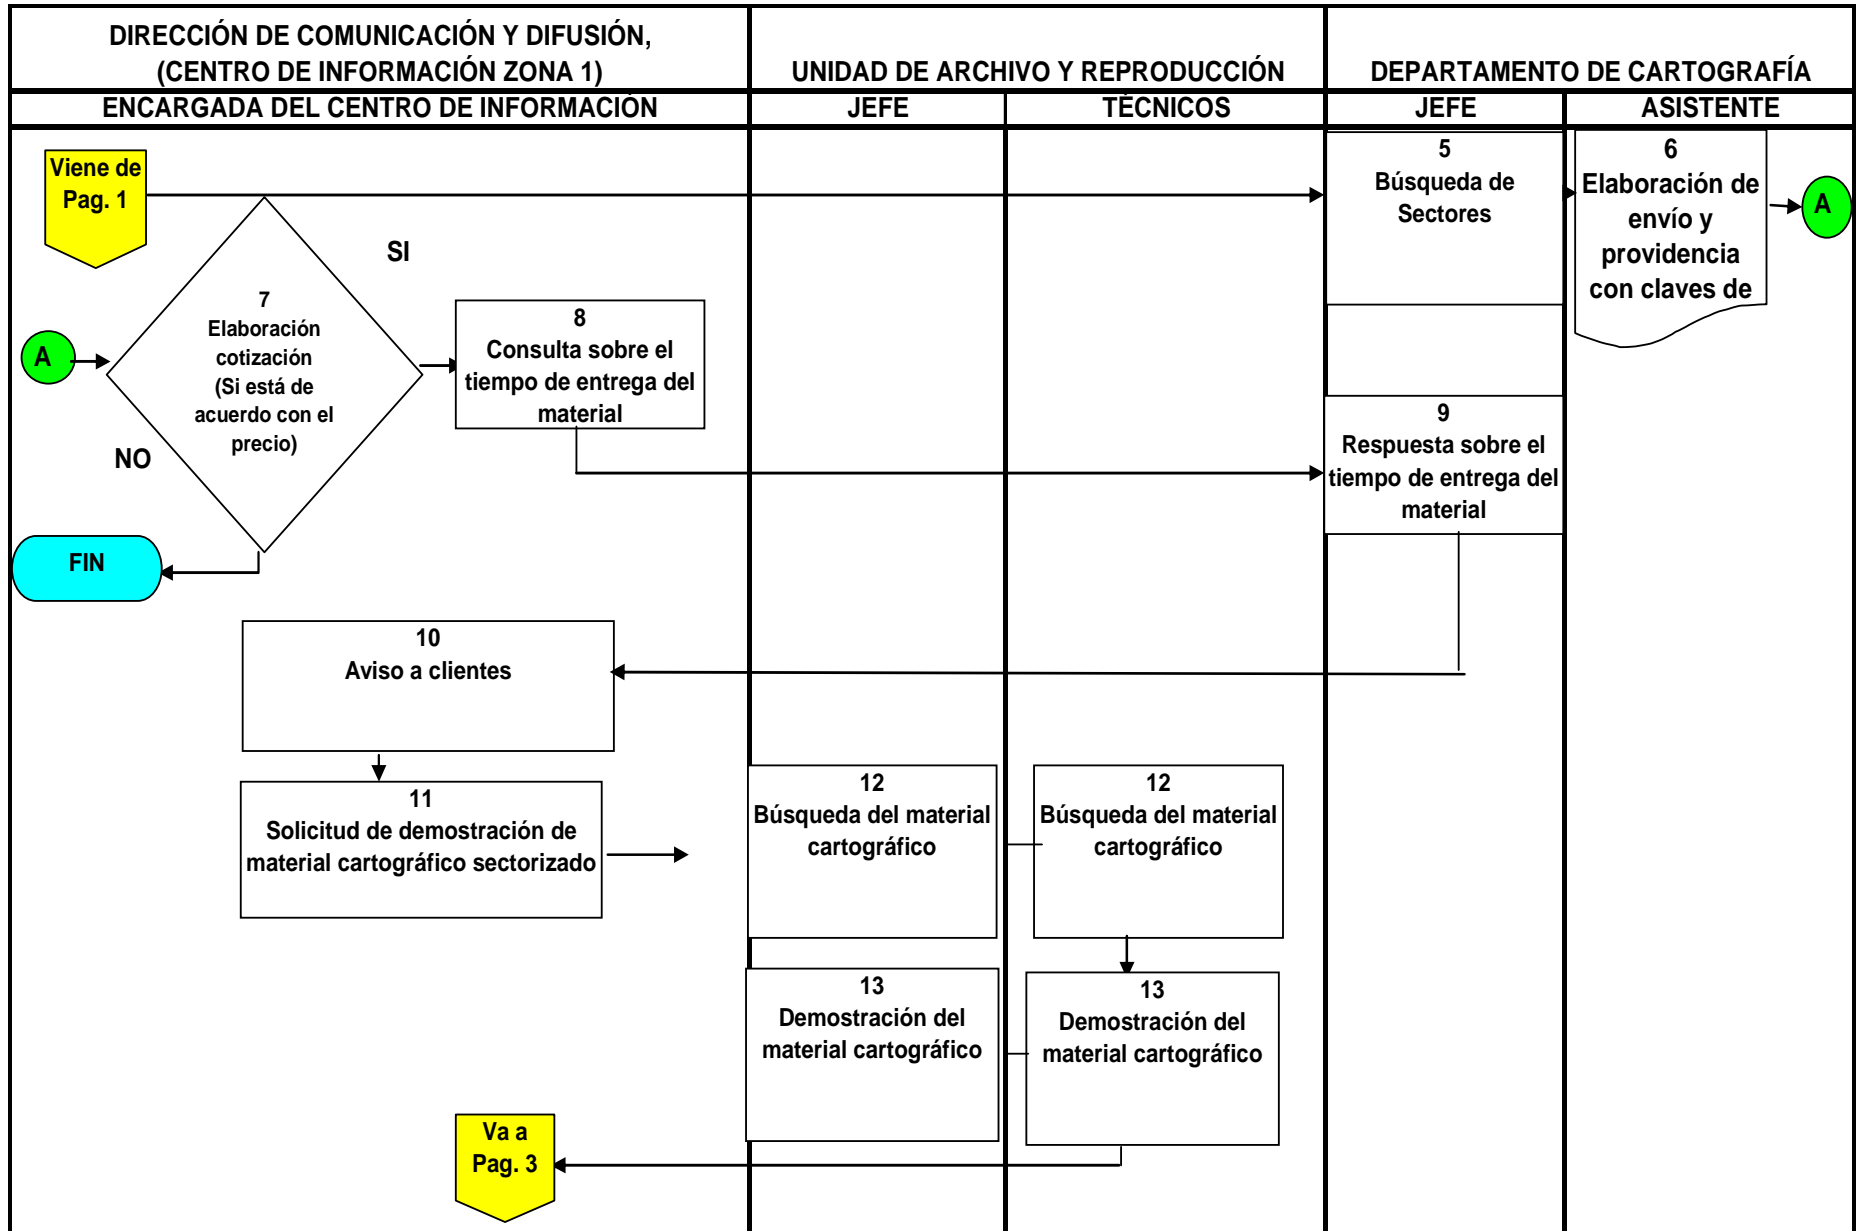 DIRECCIÓN DE COMUNICACIÓN Y DIFUSIÓN,
(CENTRO DE INFORMACIÓN ZONA 1)
UNIDAD DE ARCHIVO Y REPRODUCCIÓN
DEPARTAMENTO DE CARTOGRAFÍA
ENCARGADA DEL CENTRO DE INFORMACIÓN
JEFE
TÉCNICOS
JEFE
ASISTENTE
Viene de
Pag. 1
5
Búsqueda de
Sectores
6
Elaboración de
envío y
providencia
con claves de
A
A
7
Elaboración
cotización
(Si está de
acuerdo con el
precio)
SI
NO
8
Consulta sobre el
tiempo de entrega del
material
9
Respuesta sobre el
tiempo de entrega del
material
FIN
10
Aviso a clientes
11
Solicitud de demostración de
material cartográfico sectorizado
12
Búsqueda del material
cartográfico
12
Búsqueda del material
cartográfico
13
Demostración del
material cartográfico
13
Demostración del
material cartográfico
Va a
Pag. 3